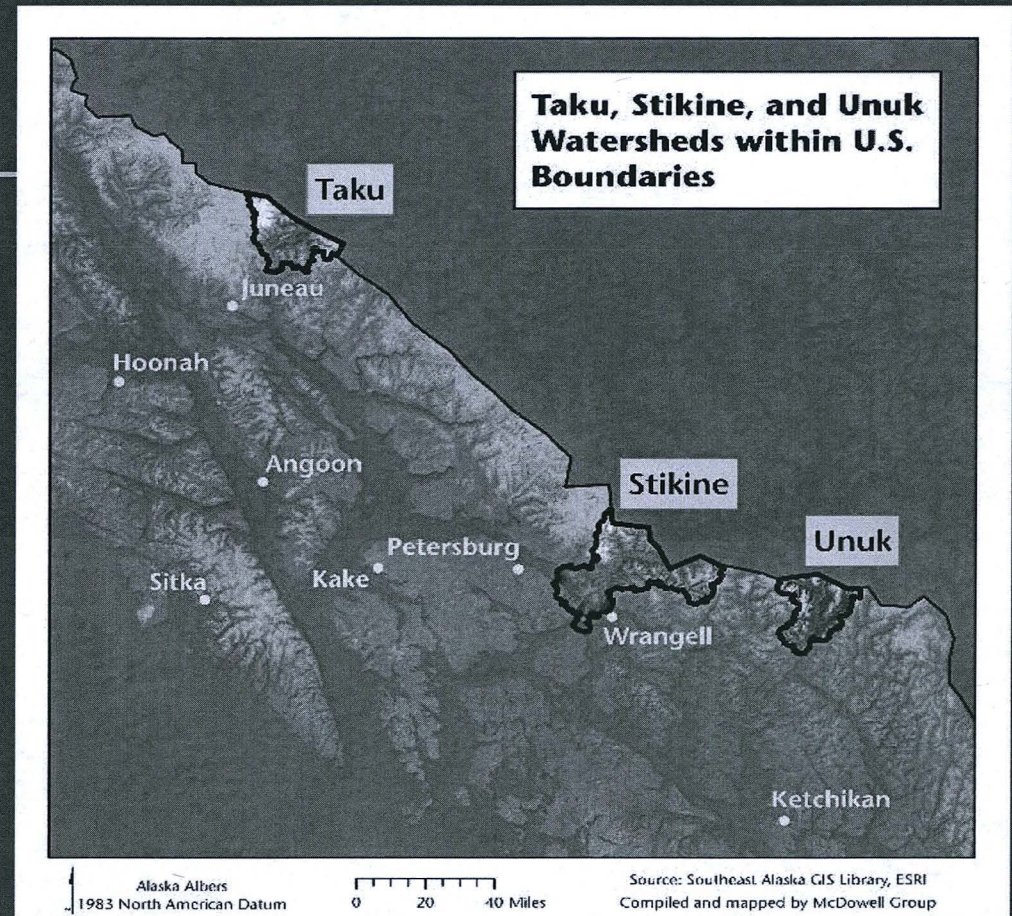 Taku, Stikine, and Unuk
Watersheds within U.S.
Boundaries
Taku
Juneau
Hoonah
Angoon
Stikine
Petersburg
Unuk
Sitka
Kake
Wrangell
Ketchikan
Alaska Albers
1983 North American Datum
0 20 40 Miles
Source: Southeast Alaska GIS Library, ESRI
Compiled and mapped by McDowell Group